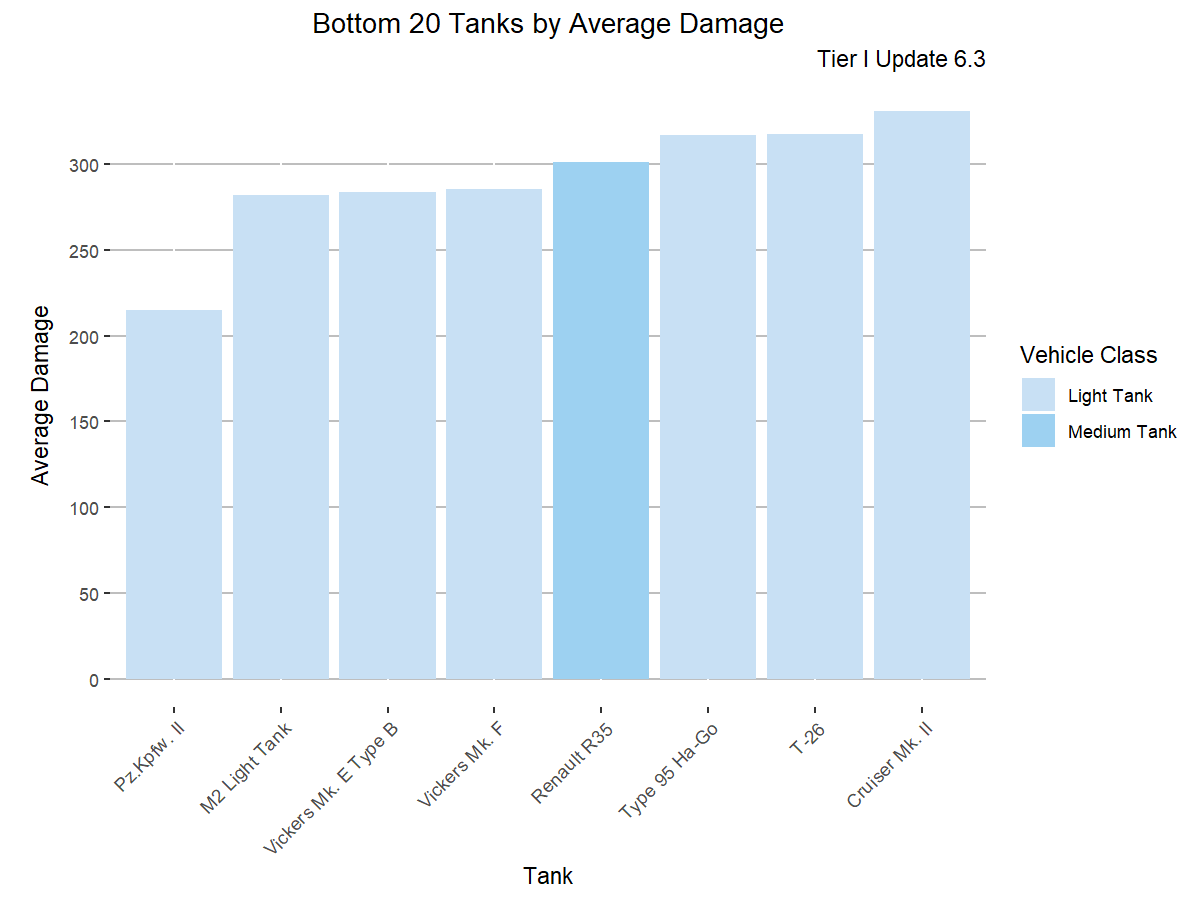 Bottom 20 Tanks by Average Damage
Tier I Update 6.3
Average Damage
300
250
200
150
100
50
0
Pz.Kpfw. II
M2 Light Tank
Vickers Mk. E Type B
Vickers Mk. F
Renault R35
Type 95 Ha-Go
T-26
Cruiser Mk. II
Tank
Vehicle Class
Light Tank
Medium Tank